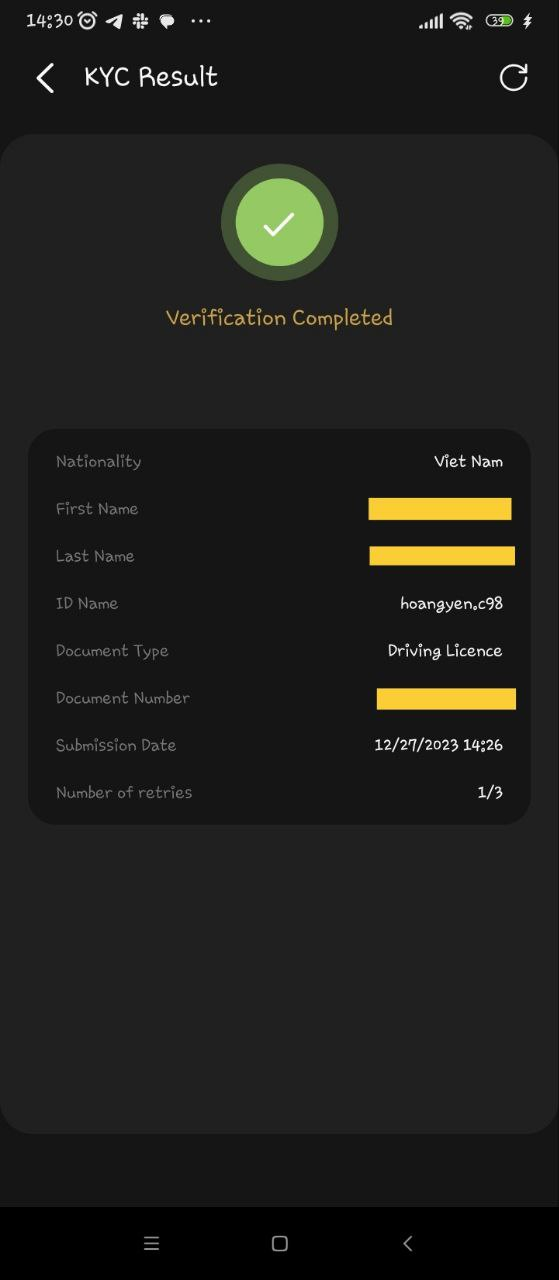 14:30
39
KYC Result
Verification Completed
Nationality Viet Nam
First Name
Last Name
ID Name hoangyen.c98
Document Type Driving Licence
Document Number
Submission Date 12/27/2023 14:26
Number of retries 1/3